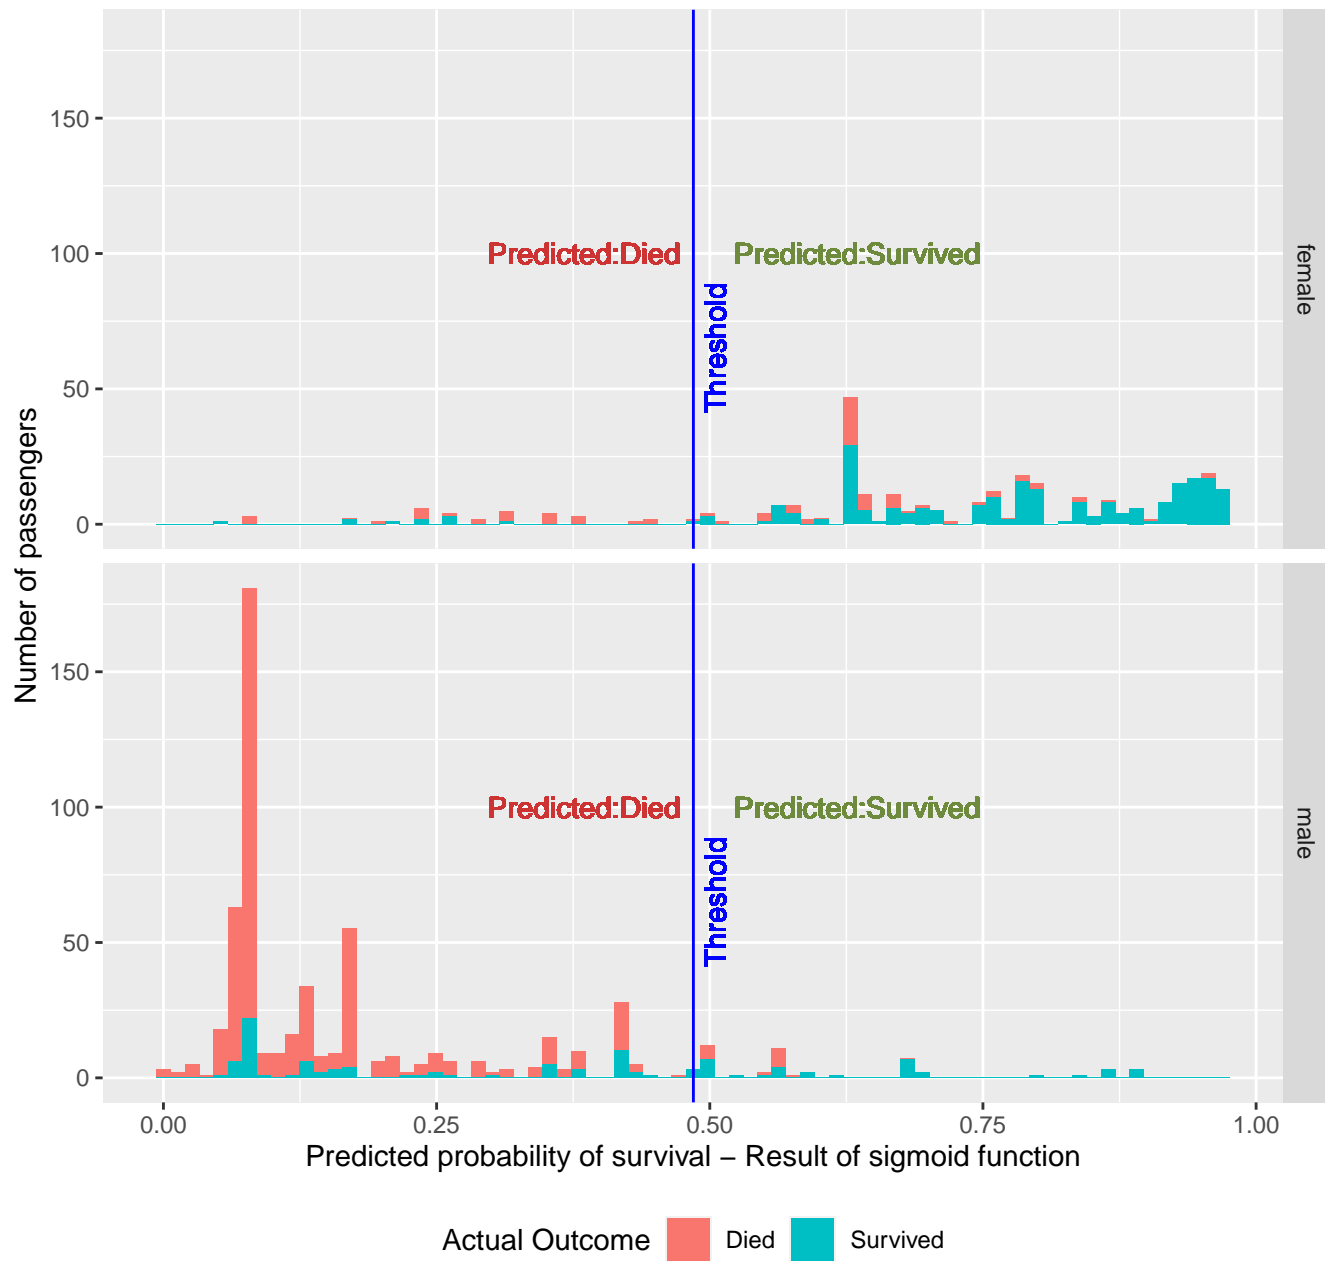 150
100
50
0
Predicted:Died
Predicted:Survived
Threshold
female
150
100
50
0
Predicted:Died
Predicted:Survived
Threshold
male
Number of passengers
0.00
0.25
0.50
0.75
1.00
Predicted probability of survival – Result of sigmoid function
Actual Outcome
Died
Survived